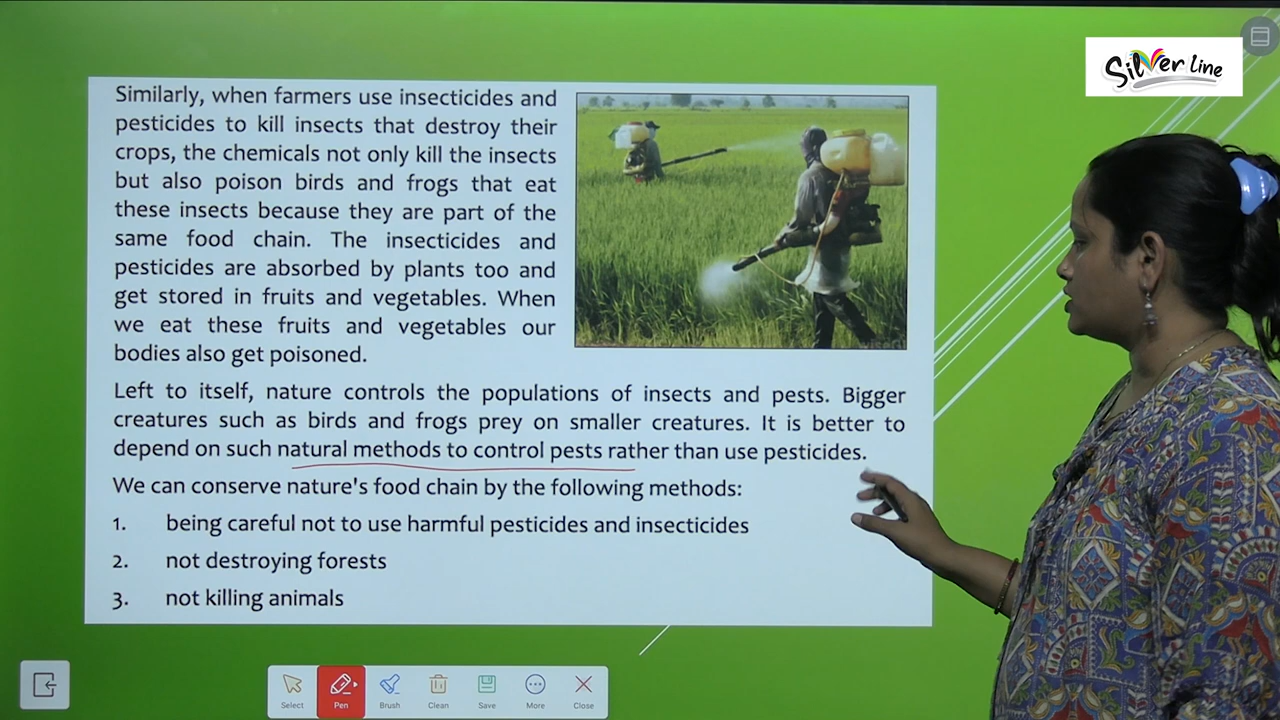 Silver line
Similarly, when farmers use insecticides and
pesticides to kill insects that destroy their
crops, the chemicals not only kill the insects
but also poison birds and frogs that eat
these insects because they are part of the
same food chain. The insecticides and
pesticides are absorbed by plants too and
get stored in fruits and vegetables. When
we eat these fruits and vegetables our
bodies also get poisoned.
Left to itself, nature controls the populations of insects and pests. Bigger
creatures such as birds and frogs prey on smaller creatures. It is better to
depend on such natural methods to control pests rather than use pesticides.
We can conserve nature's food chain by the following methods:
1. being careful not to use harmful pesticides and insecticides
2. not destroying forests
3. not killing animals
Select Pen Brush Clean Save More Close